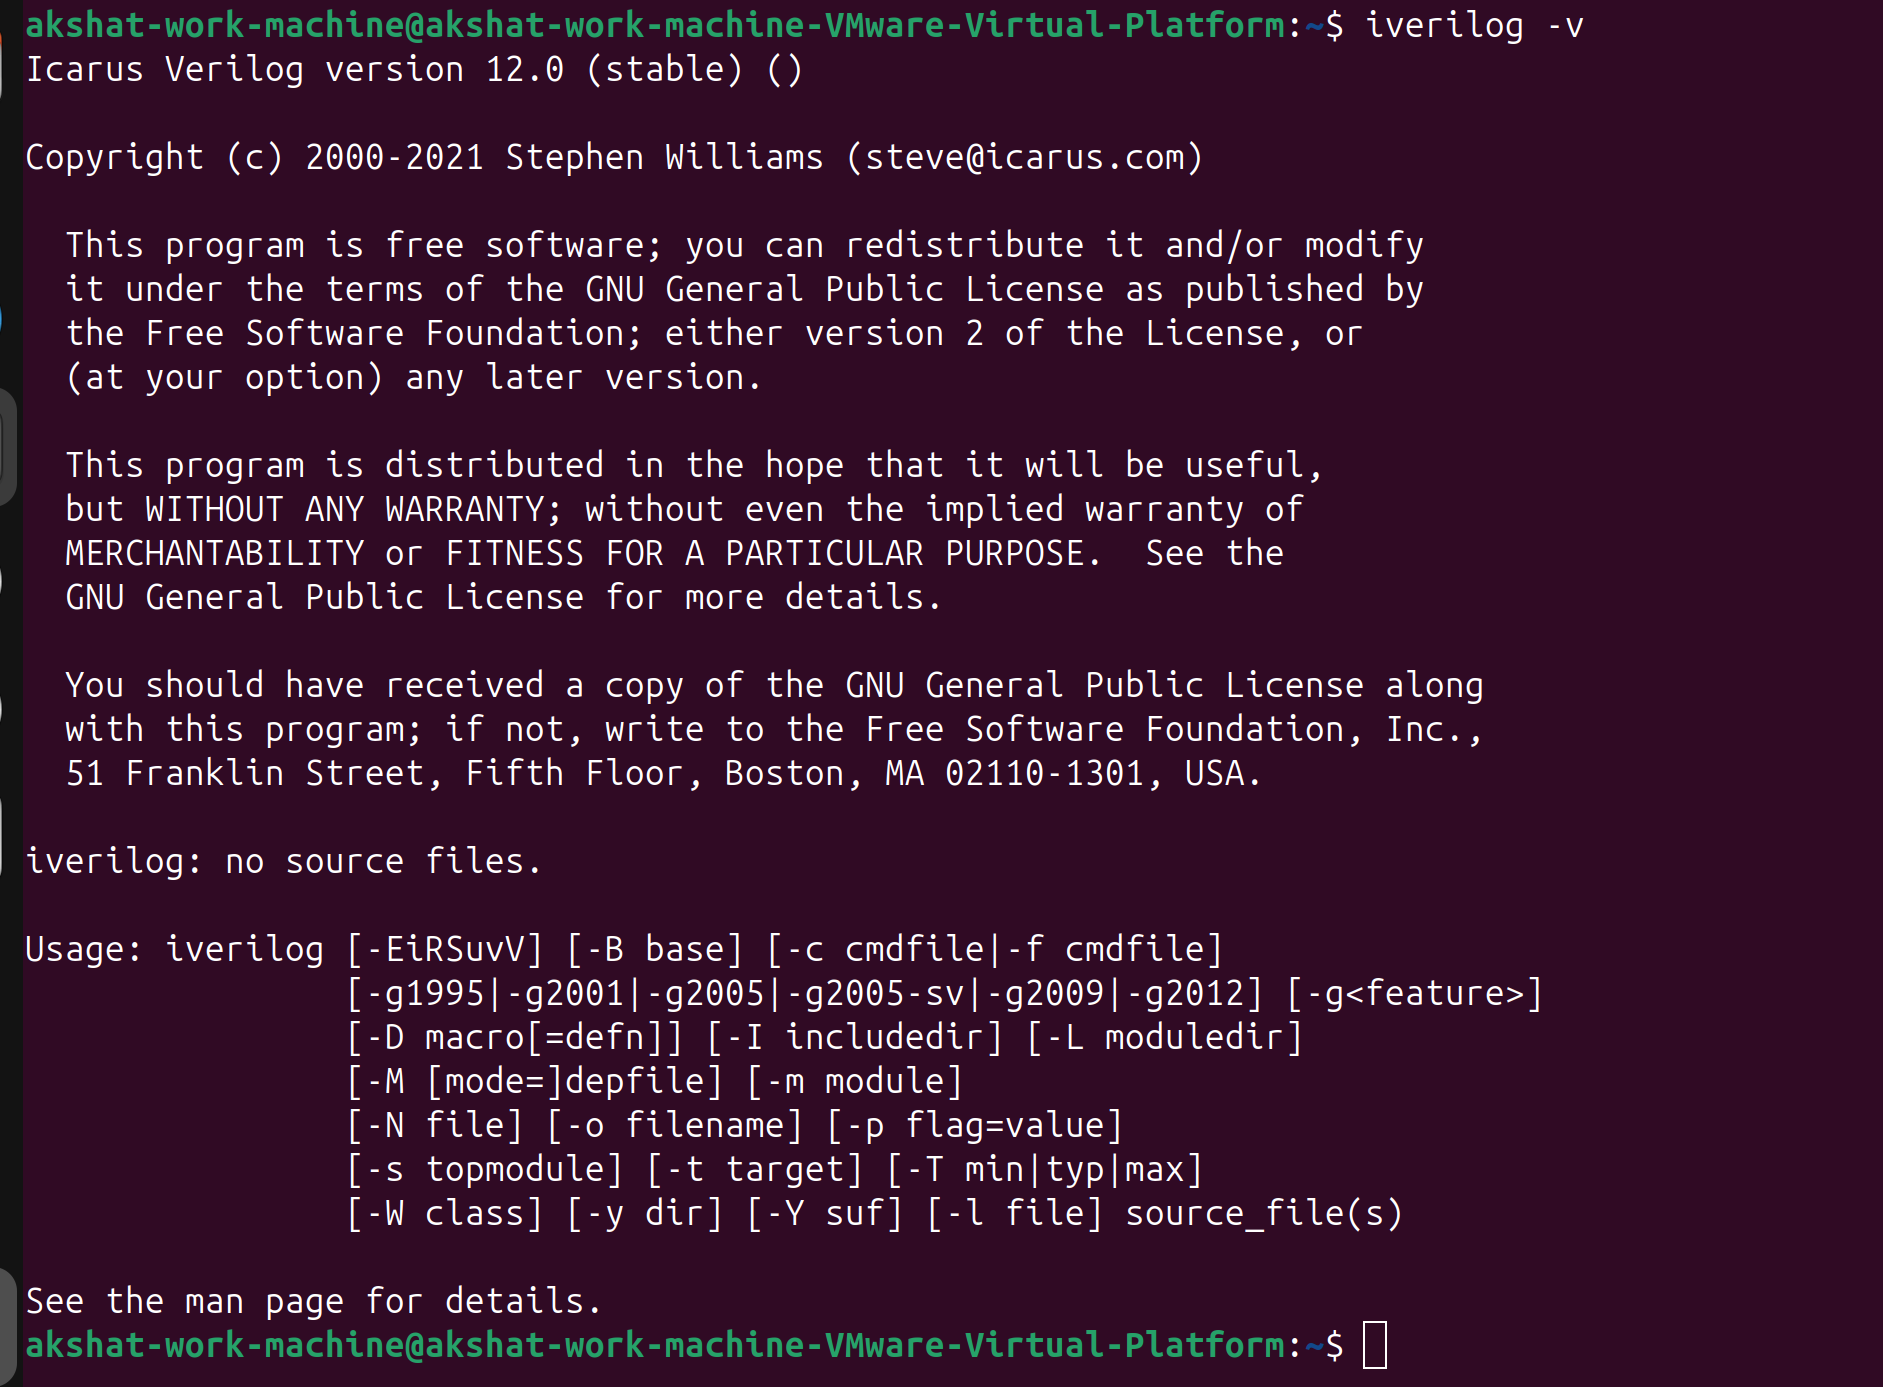 akshat-work-machine@akshat-work-machine-VMware-Virtual-Platform:~$ iverilog -v
Icarus Verilog version 12.0 (stable) ()
Copyright (c) 2000-2021 Stephen Williams (steve@icarus.com)
This program is free software; you can redistribute it and/or modify
it under the terms of the GNU General Public License as published by
the Free Software Foundation; either version 2 of the License, or
(at your option) any later version.
This program is distributed in the hope that it will be useful,
but WITHOUT ANY WARRANTY; without even the implied warranty of
MERCHANTABILITY or FITNESS FOR A PARTICULAR PURPOSE.  See the
GNU General Public License for more details.
You should have received a copy of the GNU General Public License along
with this program; if not, write to the Free Software Foundation, Inc.,
51 Franklin Street, Fifth Floor, Boston, MA 02110-1301, USA.
iverilog: no source files.
Usage: iverilog [-EiRSuvV] [-B base] [-c cmdfile|-f cmdfile]
[-g1995|-g2001|-g2005|-g2005-sv|-g2009|-g2012] [-g<feature>]
[-D macro[=defn]] [-I includedir] [-L moduledir]
[-M [mode=]depfile] [-m module]
[-N file] [-o filename] [-p flag=value]
[-s topmodule] [-t target] [-T min|typ|max]
[-W class] [-y dir] [-Y suf] [-l file] source_file(s)
See the man page for details.
akshat-work-machine@akshat-work-machine-VMware-Virtual-Platform:~$